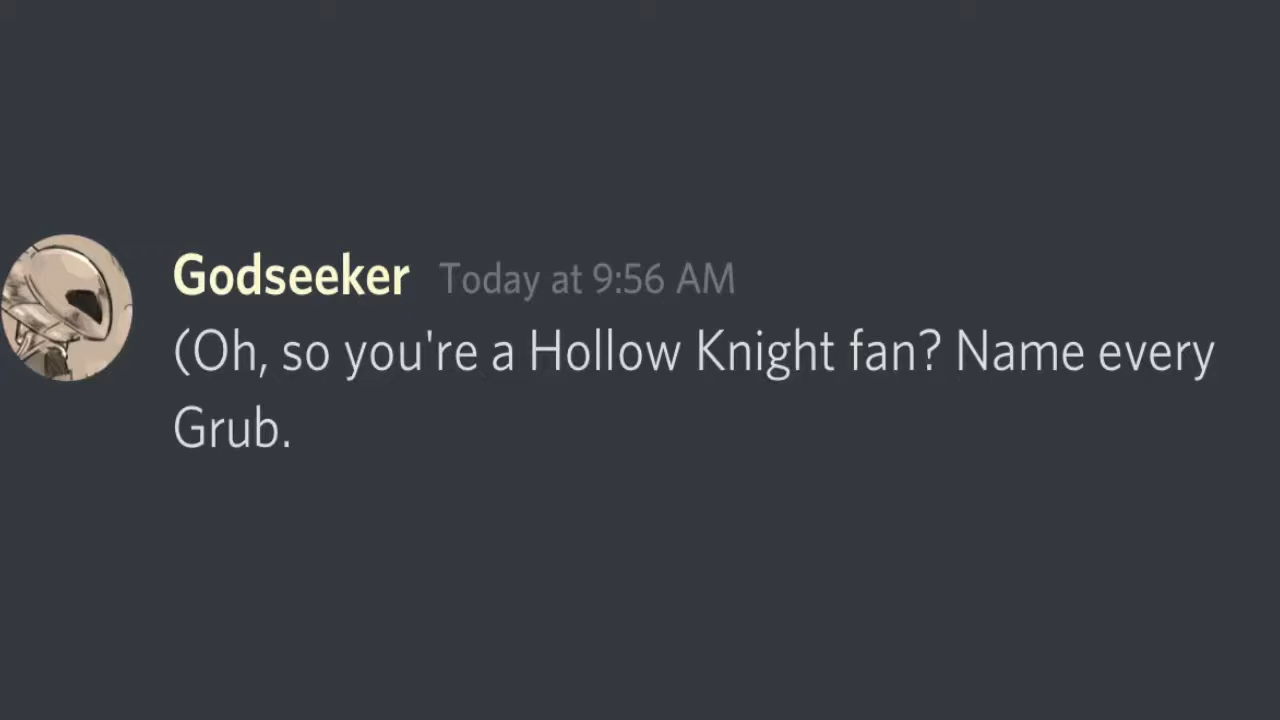 Godseeker Today at 9:56 AM
(Oh, so you're a Hollow Knight fan? Name every
Grub.